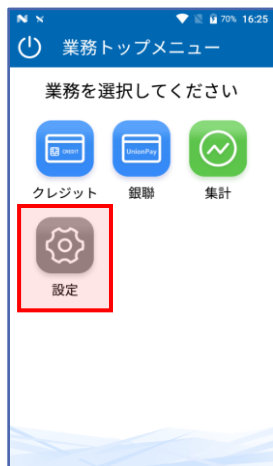 70% 16:25
業務トップメニュー
業務を選択してください
CREDIT
UnionPay
クレジット 銀聯 集計
設定